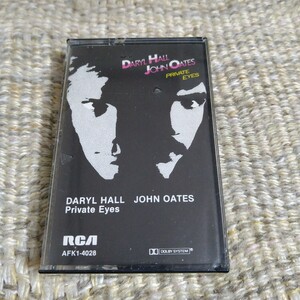 DARYL HALL
JOHN OATES
PRIVATE EYES
DARYL HALL JOHN OATES
Private Eyes
RCA
AFK1-4028
DOLBY SYSTEM